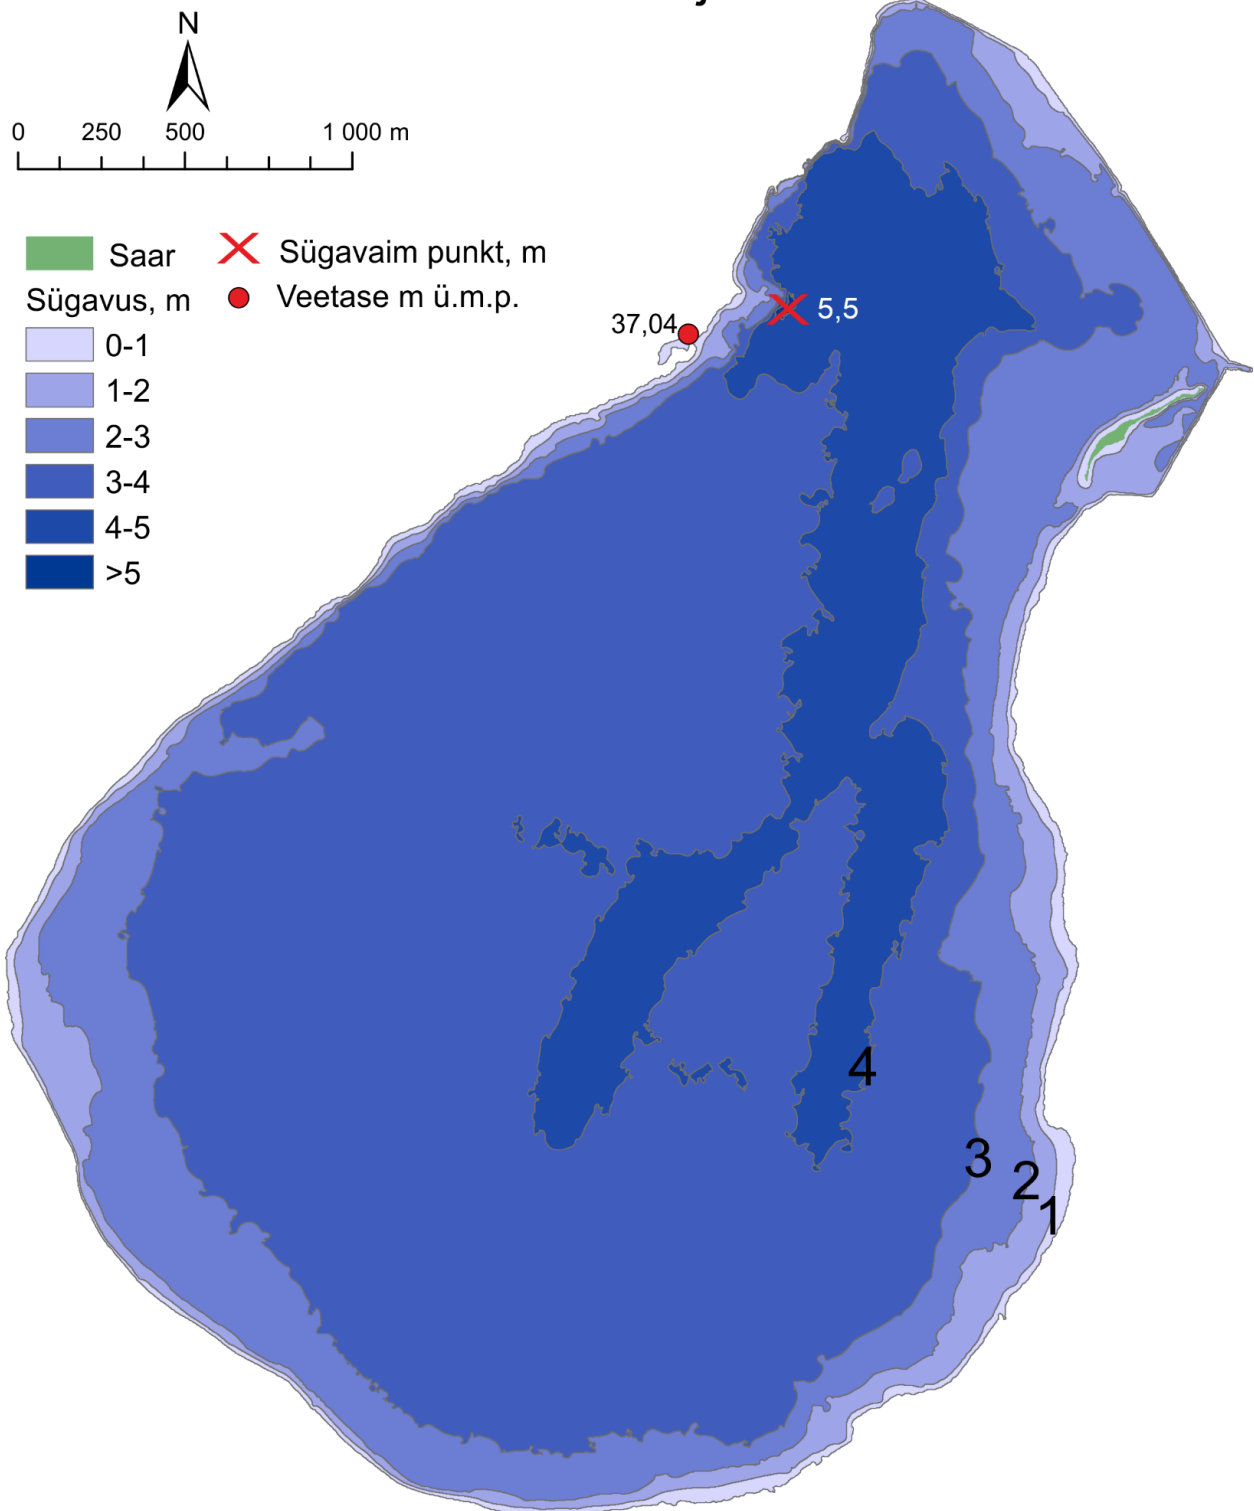 N
0 250 500 1 000 m
Saar
Sügavaim punkt, m
Sügavus, m
Veetase m ü.m.p.
0-1
1-2
2-3
3-4
4-5
>5
37,04
5,5
4
3
2
1